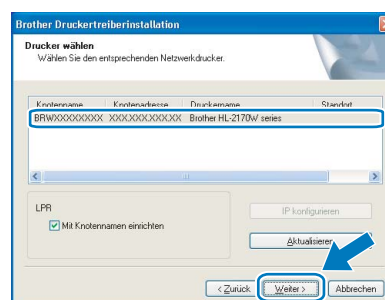 Brother Druckertreiberinstallation
Drucker wählen
Wählen Sie den entsprechenden Netzwerkdrucker.
Knotenname Knotenadresse Druckername Standort
BRWXXXXXXXX XXX.XXX.XXX.XX Brother HL-2170W series
LPR
IP konfigurieren
Mit Knotennamen einrichten
Aktualisieren
< Zurück Weiter > Abbrechen